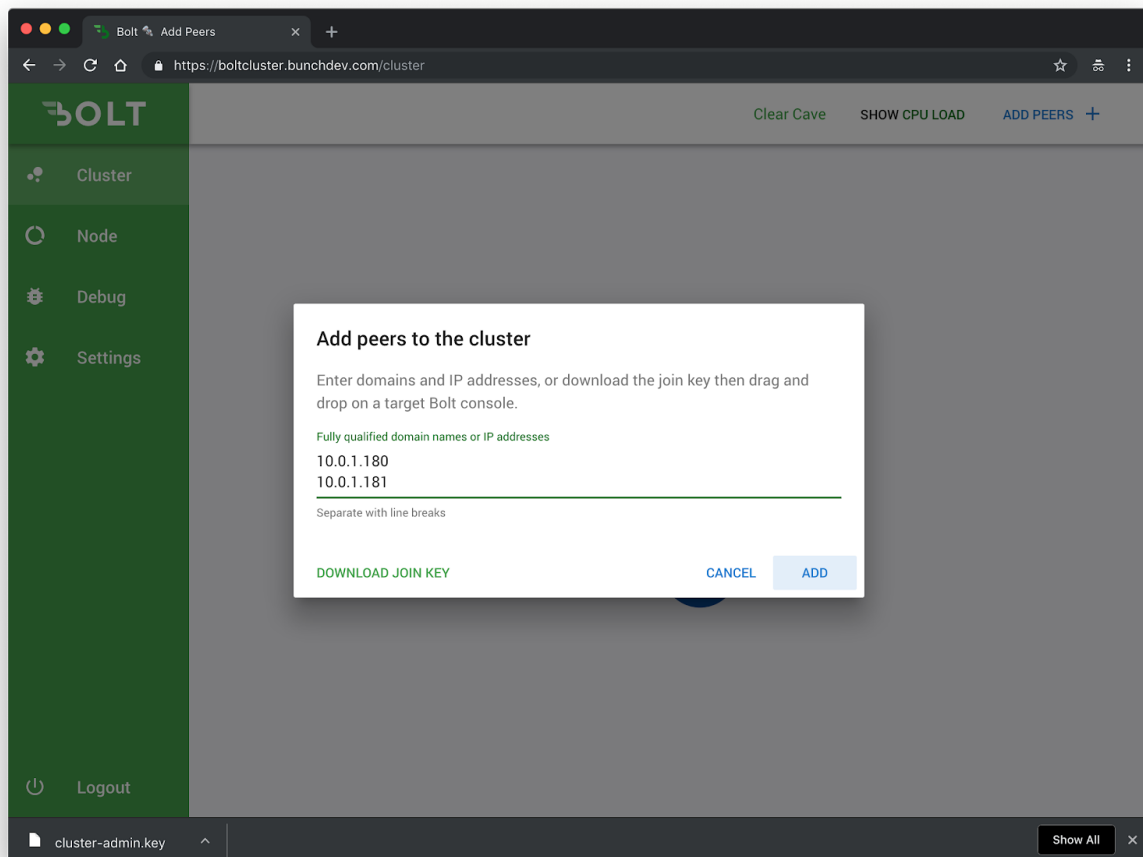 Bolt Add Peers
https://boltcluster.bunchdev.com/cluster
BOLT
Clear Cave
SHOW CPU LOAD
ADD PEERS
Cluster
Node
Debug
Settings
Add peers to the cluster
Enter domains and IP addresses, or download the join key then drag and
drop on a target Bolt console.
Fully qualified domain names or IP addresses
10.0.1.180
10.0.1.181
Separate with line breaks
DOWNLOAD JOIN KEY
CANCEL
ADD
Logout
cluster-admin.key
Show All